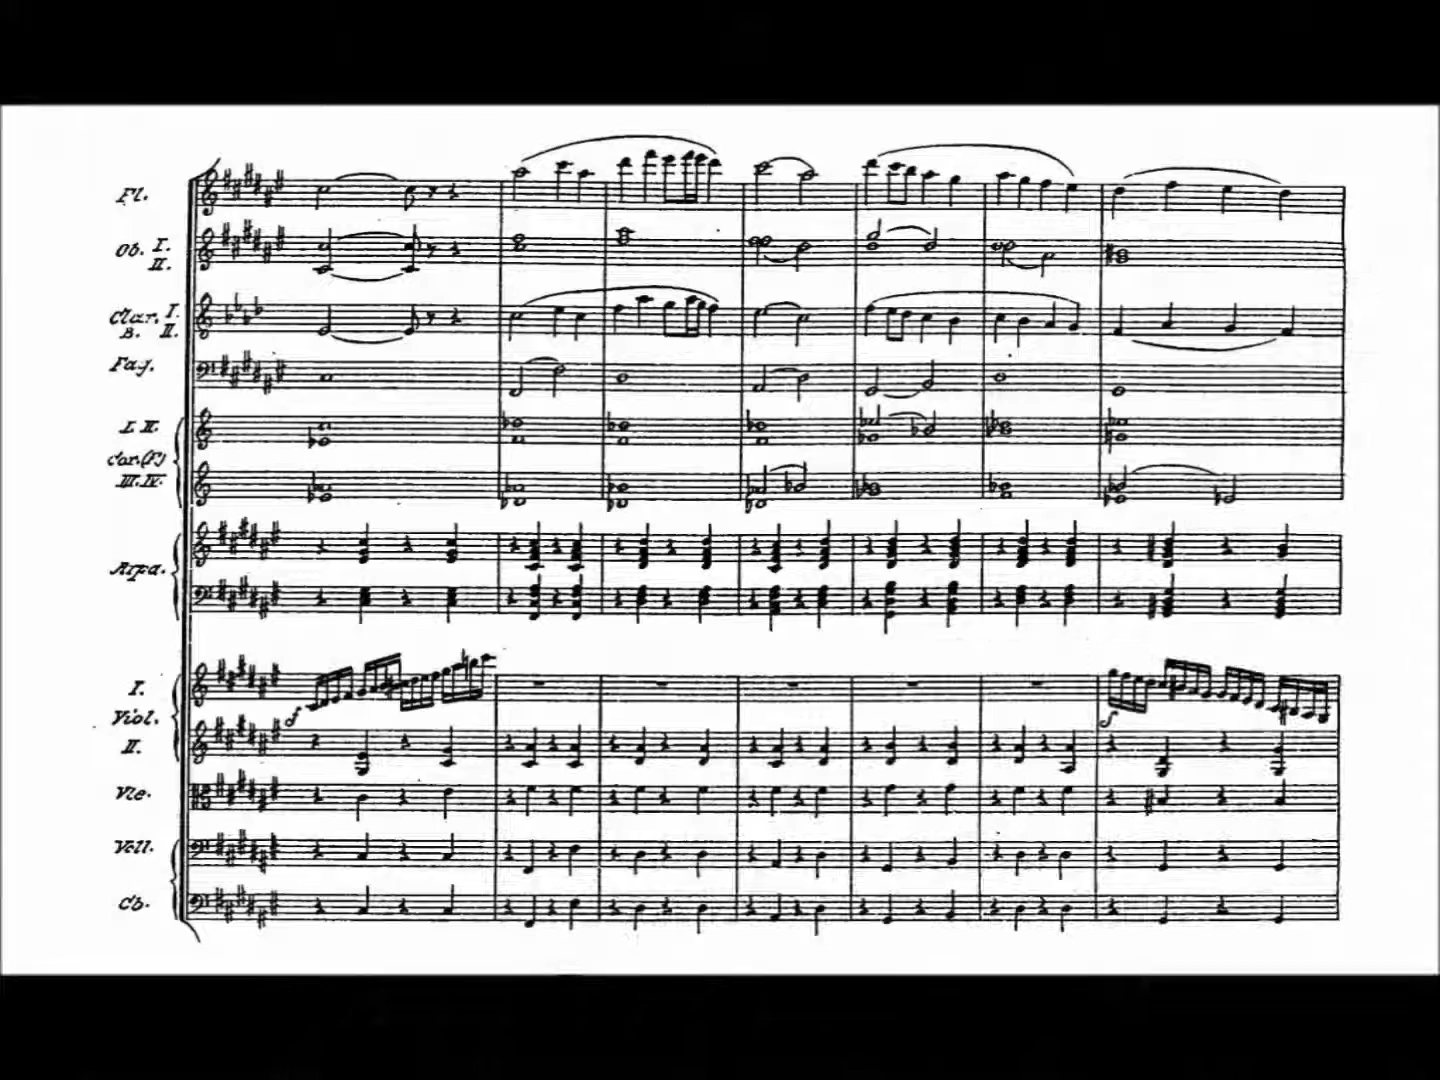 Fl.
Ob. I.
II.
Clar. I.
B. II.
Fag.
I. II.
Cor. (F)
III. IV.
Arpa.
I.
Viol.
II.
f
f
Vle.
Vcll.
Cb.